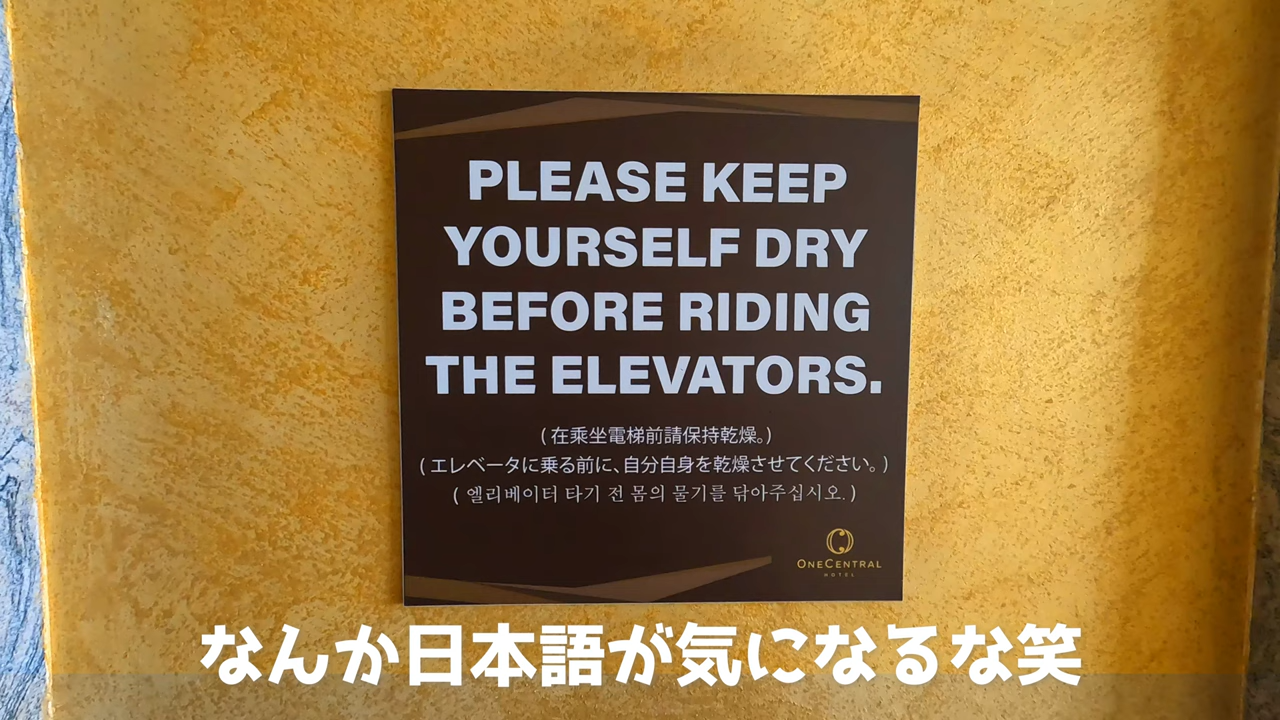 PLEASE KEEP
YOURSELF DRY
BEFORE RIDING
THE ELEVATORS.
(在乘坐電梯前請保持乾燥。)
(エレベータに乗る前に、自分自身を乾燥させてください。)
(엘리베이터 타기 전 몸의 물기를 닦아주십시오.)
ONECENTRAL
HOTEL
なんか日本語が気になるな笑